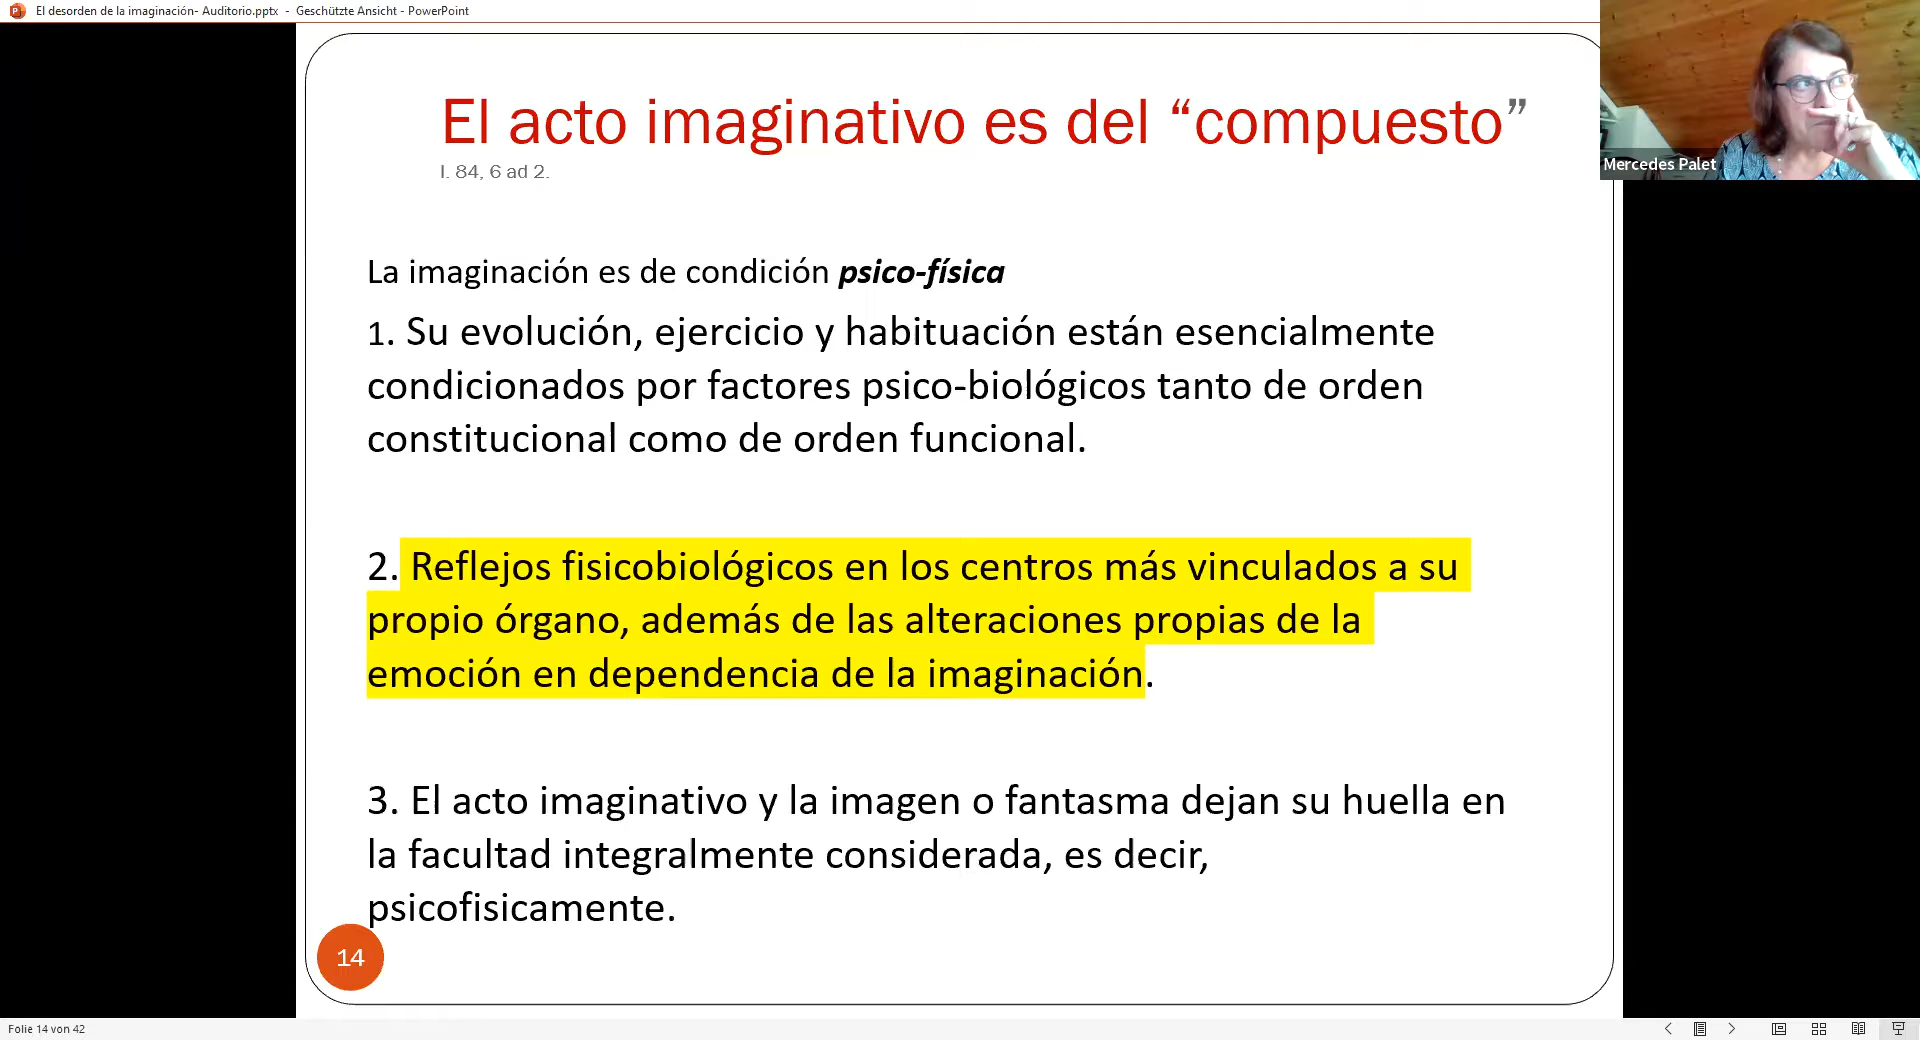 El desorden de la imaginación- Auditorio.pptx - Geschützte Ansicht - PowerPoint
El acto imaginativo es del “compuesto”
I. 84, 6 ad 2.
Mercedes Palet
La imaginación es de condición psico-física
1. Su evolución, ejercicio y habituación están esencialmente
condicionados por factores psico-biológicos tanto de orden
constitucional como de orden funcional.
2. Reflejos fisicobiológicos en los centros más vinculados a su
propio órgano, además de las alteraciones propias de la
emoción en dependencia de la imaginación.
3. El acto imaginativo y la imagen o fantasma dejan su huella en
la facultad integralmente considerada, es decir,
psicofisicamente.
14
Folie 14 von 42